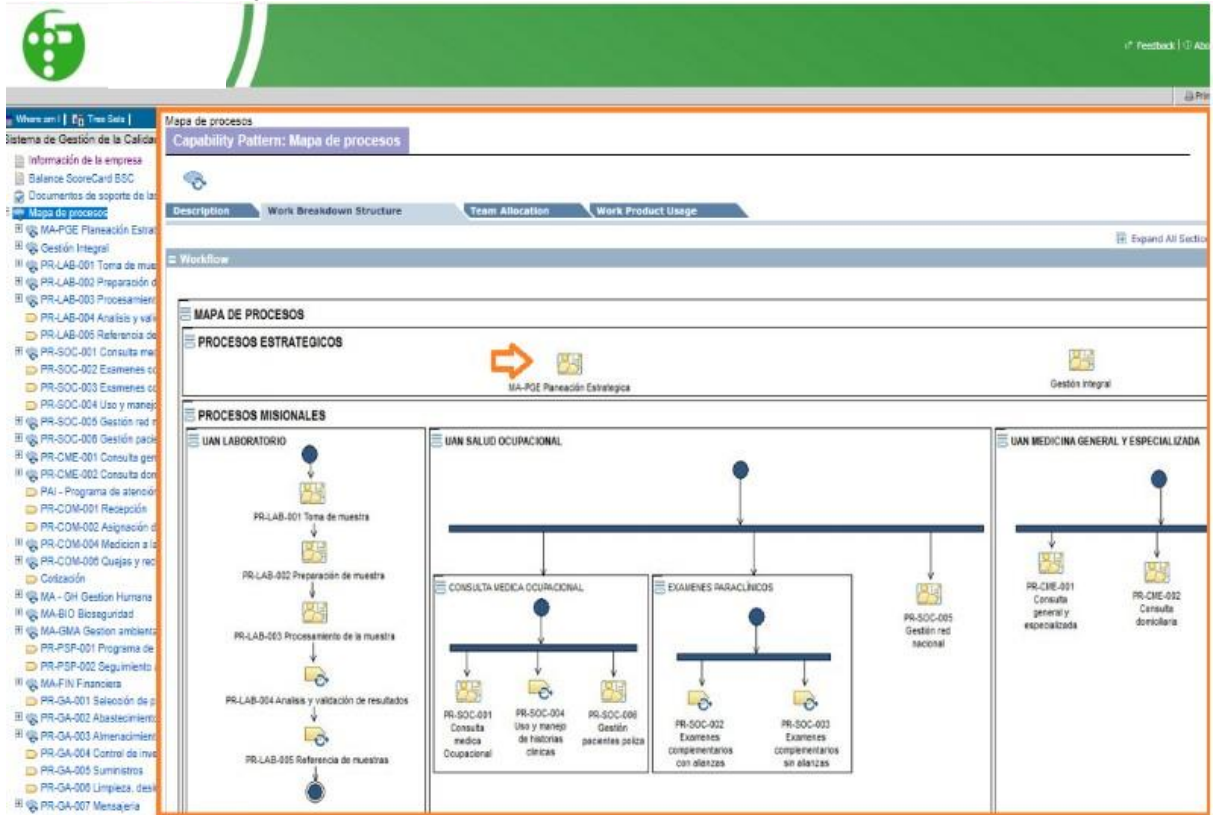 Feedback | Abo
Prin
Where am I | Tree Sets |
Sistema de Gestión de la Calidad
Información de la empresa
Balance ScoreCard BSC
Documentos de soporte de las
Mapa de procesos
MA-PGE Planeación Estrat
Gestión Integral
PR-LAB-001 Toma de mues
PR-LAB-002 Preparación d
PR-LAB-003 Procesamient
PR-LAB-004 Analisis y vali
PR-LAB-005 Referencia de
PR-SOC-001 Consulta med
PR-SOC-002 Examenes co
PR-SOC-003 Examenes co
PR-SOC-004 Uso y manejo
PR-SOC-005 Gestión red n
PR-SOC-006 Gestión pacie
PR-CME-001 Consulta gen
PR-CME-002 Consulta dom
PAI - Programa de atención
PR-COM-001 Recepción
PR-COM-002 Asignación d
PR-COM-004 Medicion a la
PR-COM-006 Quejas y rec
Cotización
MA - GH Gestion Humana
MA-BIO Bioseguridad
MA-GMA Gestion ambienta
PR-PSP-001 Programa de
PR-PSP-002 Seguimiento
MA-FIN Financiera
PR-GA-001 Selección de p
PR-GA-002 Abastecimiento
PR-GA-003 Almenacimient
PR-GA-004 Control de inve
PR-GA-005 Suministros
PR-GA-006 Limpieza, desi
PR-GA-007 Mensajeria
Mapa de procesos
Capability Pattern: Mapa de procesos
Description Work Breakdown Structure Team Allocation Work Product Usage
Expand All Section
Workflow
MAPA DE PROCESOS
PROCESOS ESTRATEGICOS
MA-PGE Planeación Estrategica
Gestión Integral
PROCESOS MISIONALES
UAN LABORATORIO
PR-LAB-001 Toma de muestra
PR-LAB-002 Preparación de muestra
PR-LAB-003 Procesamiento de la muestra
PR-LAB-004 Analisis y validación de resultados
PR-LAB-005 Referencia de muestras
UAN SALUD OCUPACIONAL
CONSULTA MEDICA OCUPACIONAL
PR-SOC-001
Consulta
medica
Ocupacional
PR-SOC-004
Uso y manejo
de historias
clinicas
PR-SOC-006
Gestión
pacientes poliza
EXAMENES PARACLÍNICOS
PR-SOC-002
Examenes
complementarios
con alianzas
PR-SOC-003
Examenes
complementarios
sin alianzas
PR-SOC-005
Gestión red
nacional
UAN MEDICINA GENERAL Y ESPECIALIZADA
PR-CME-001
Consulta
general y
especializada
PR-CME-002
Consulta
domiciliaria